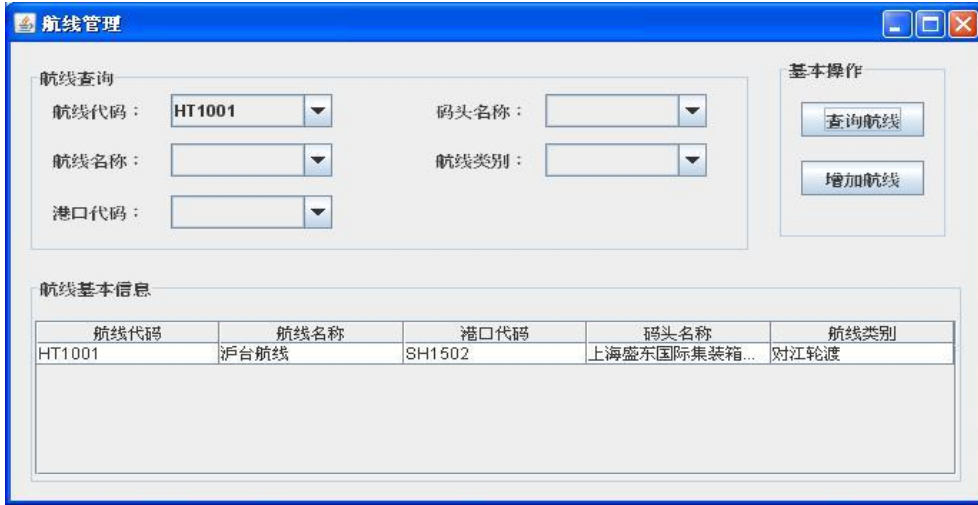 航线管理
航线查询
航线代码： HT1001 码头名称：
航线名称： 航线类别：
港口代码：
基本操作
查询航线
增加航线
航线基本信息
航线代码 航线名称 港口代码 码头名称 航线类别
HT1001 沪台航线 SH1502 上海盛东国际集装箱... 对江轮渡